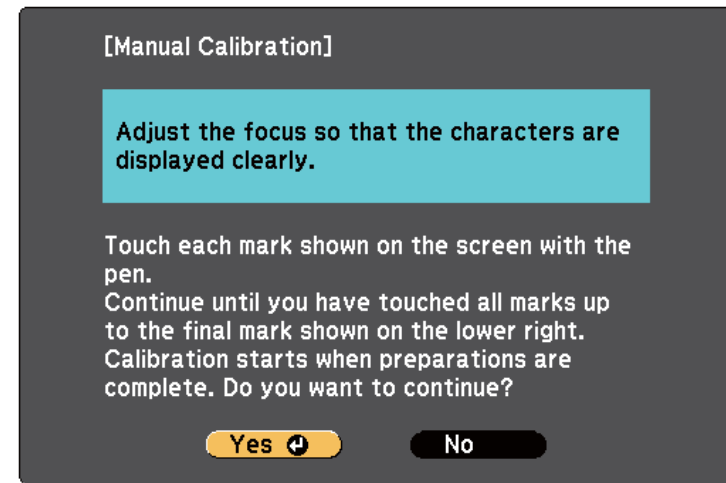 [Manual Calibration]
Adjust the focus so that the characters are
displayed clearly.
Touch each mark shown on the screen with the
pen.
Continue until you have touched all marks up
to the final mark shown on the lower right.
Calibration starts when preparations are
complete. Do you want to continue?
Yes No